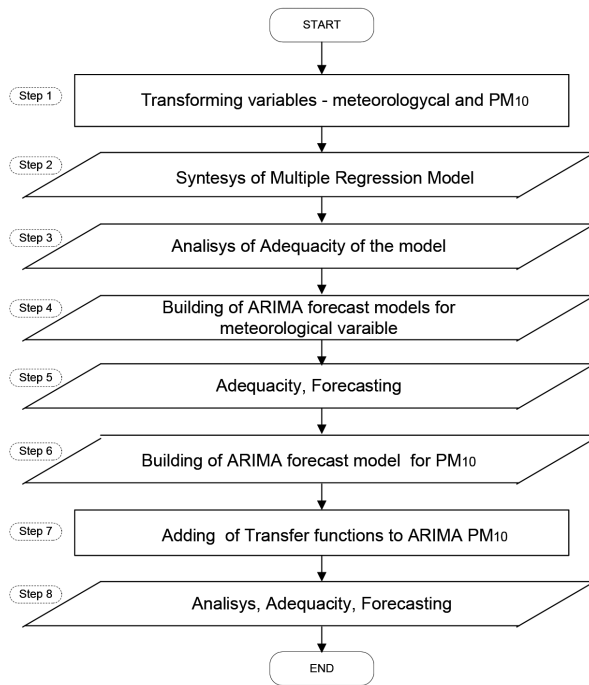 START
Step 1
Transforming variables - meteorologycal and PM10
Step 2
Syntesys of Multiple Regression Model
Step 3
Analisys of Adequacity of the model
Step 4
Building of ARIMA forecast models for
meteorological varaible
Step 5
Adequacity, Forecasting
Step 6
Building of ARIMA forecast model for PM10
Step 7
Adding of Transfer functions to ARIMA PM10
Step 8
Analisys, Adequacity, Forecasting
END